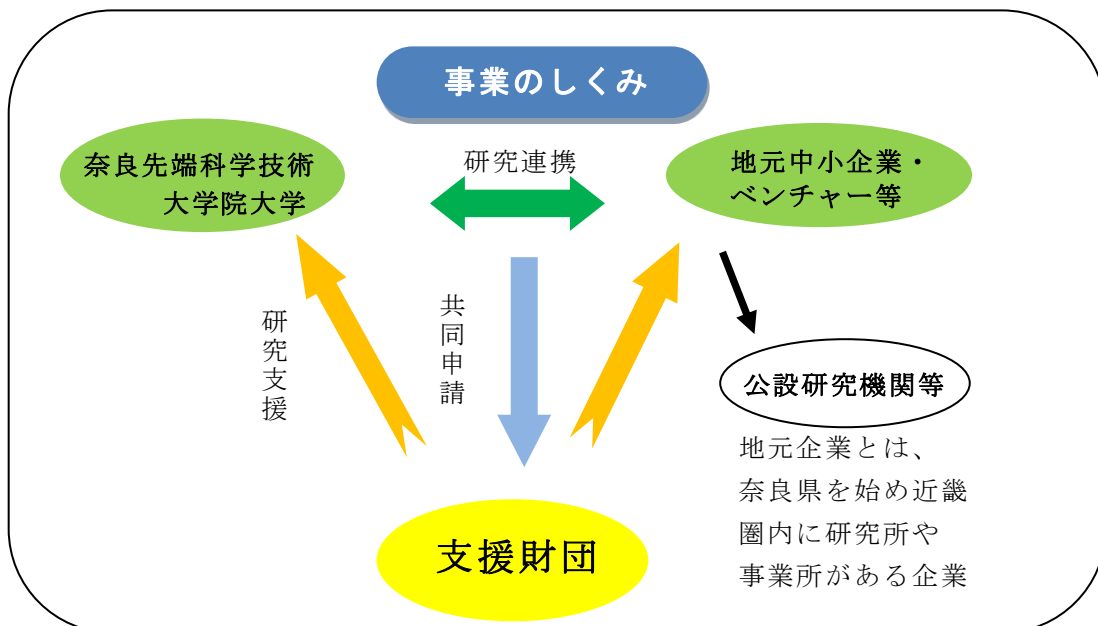 事業のしくみ
奈良先端科学技術
大学院大学
研究連携
地元中小企業・
ベンチャー等
研究支援
共同申請
公設研究機関等
地元企業とは、
奈良県を始め近畿
圏内に研究所や
事業所がある企業
支援財団